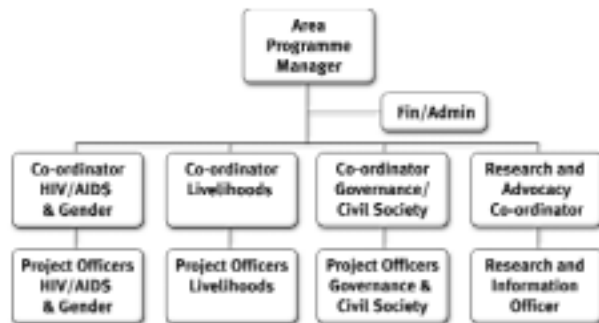 Area
Programme
Manager
Fin/Admin
Co-ordinator
HIV/AIDS
& Gender
Co-ordinator
Livelihoods
Co-ordinator
Governance/
Civil Society
Research and
Advocacy
Co-ordinator
Project Officers
HIV/AIDS
& Gender
Project Officers
Livelihoods
Project Officers
Governance &
Civil Society
Research and
Information
Officer